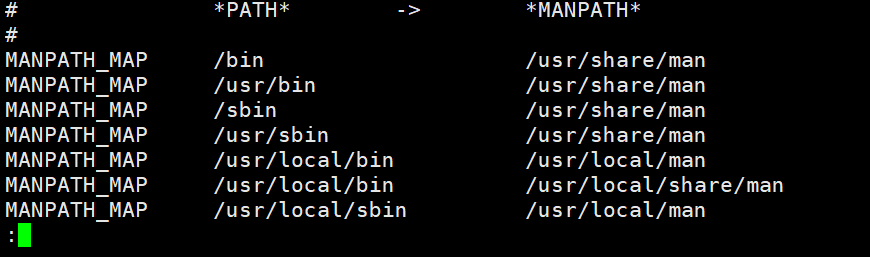 #               *PATH*        ->        *MANPATH*
#
MANPATH_MAP     /bin                    /usr/share/man
MANPATH_MAP     /usr/bin                /usr/share/man
MANPATH_MAP     /sbin                   /usr/share/man
MANPATH_MAP     /usr/sbin               /usr/share/man
MANPATH_MAP     /usr/local/bin          /usr/local/man
MANPATH_MAP     /usr/local/bin          /usr/local/share/man
MANPATH_MAP     /usr/local/sbin         /usr/local/man
: